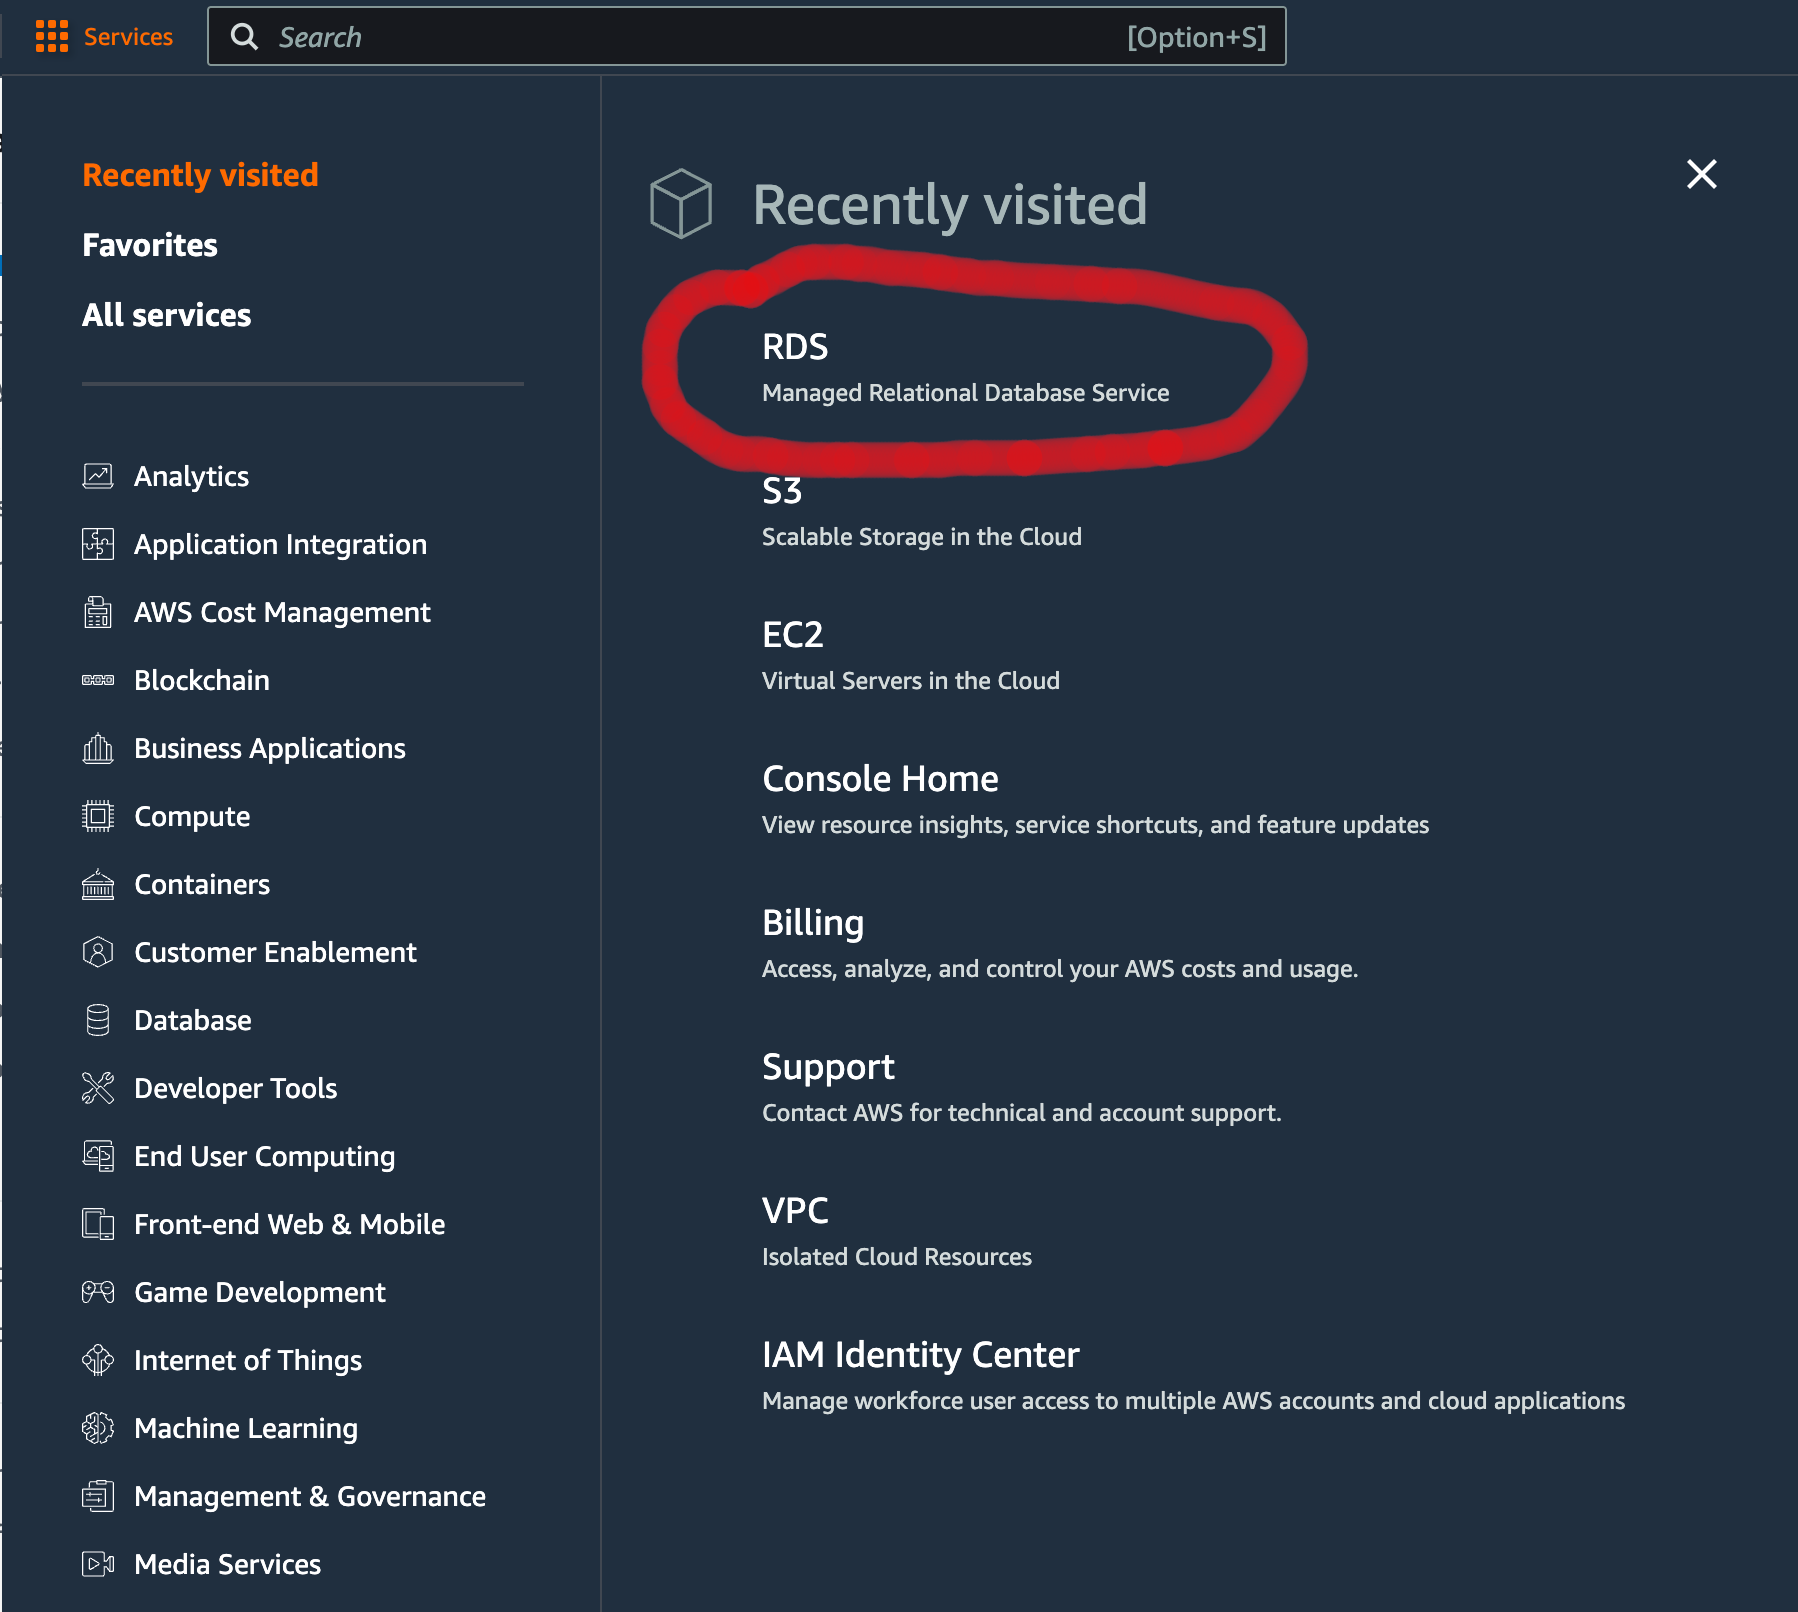 Services
Search [Option+S]
Recently visited
Favorites
All services
Analytics
Application Integration
AWS Cost Management
Blockchain
Business Applications
Compute
Containers
Customer Enablement
Database
Developer Tools
End User Computing
Front-end Web & Mobile
Game Development
Internet of Things
Machine Learning
Management & Governance
Media Services
Recently visited
RDS
Managed Relational Database Service
S3
Scalable Storage in the Cloud
EC2
Virtual Servers in the Cloud
Console Home
View resource insights, service shortcuts, and feature updates
Billing
Access, analyze, and control your AWS costs and usage.
Support
Contact AWS for technical and account support.
VPC
Isolated Cloud Resources
IAM Identity Center
Manage workforce user access to multiple AWS accounts and cloud applications